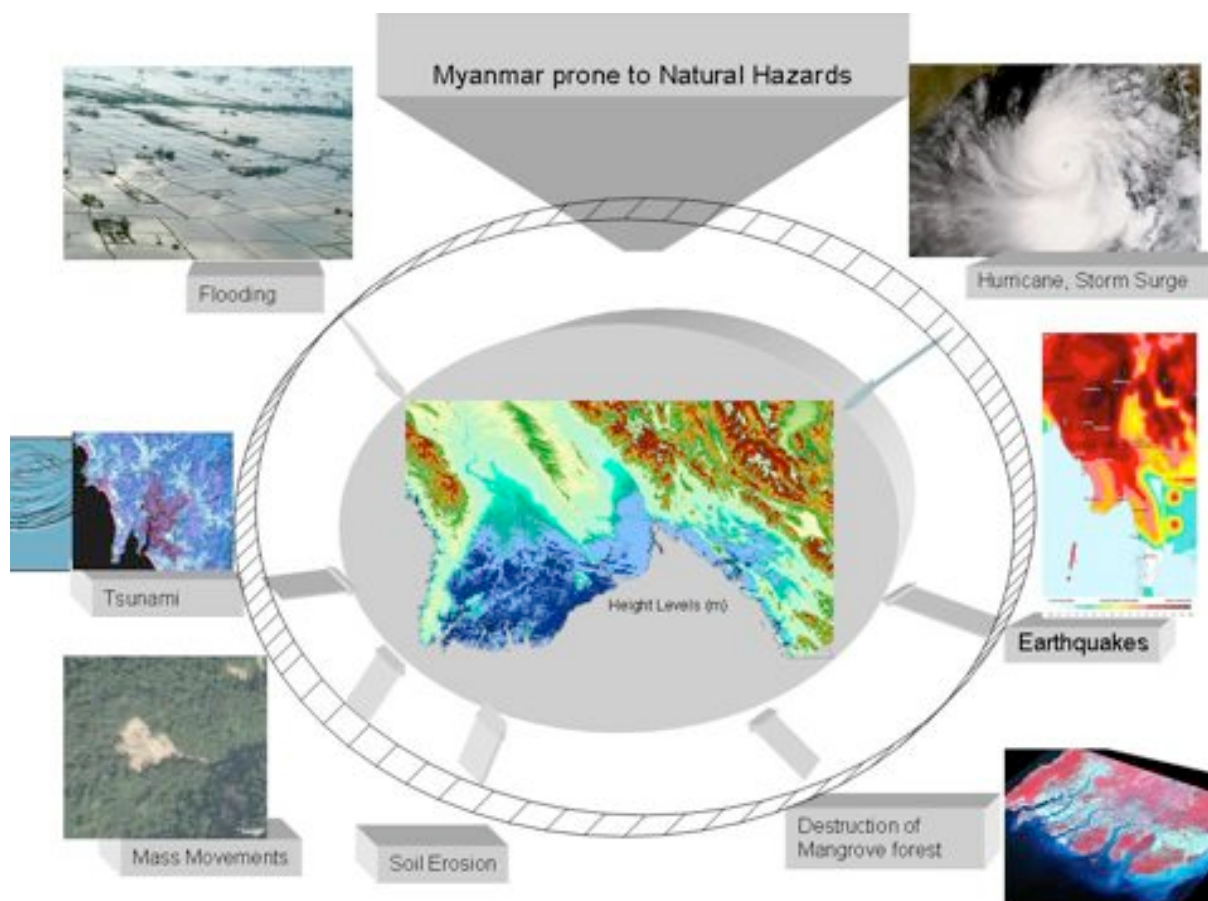 Myanmar prone to Natural Hazards
Flooding
Hurricane, Storm Surge
Tsunami
Height Levels (m)
Earthquakes
Mass Movements
Soil Erosion
Destruction of
Mangrove forest